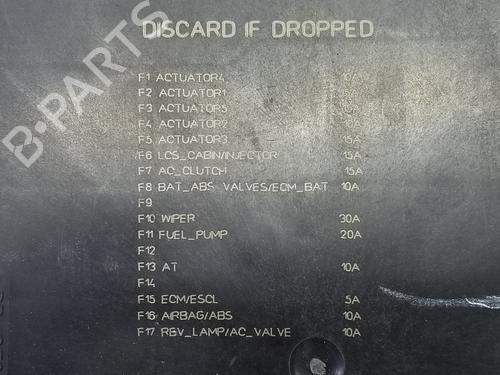 DISCARD IF DROPPED
F1 ACTUATOR4 10A
F2 ACTUATOR1
F3 ACTUATOR5
F4 ACTUATOR2
F5 ACTUATOR3 15A
F6 LCS_CABIN/INJECTOR 15A
F7 AC_CLUTCH 15A
F8 BAT_ABS VALVES/ECM_BAT 10A
F9
F10 WIPER 30A
F11 FUEL_PUMP 20A
F12
F13 AT 10A
F14
F15 ECM/ESCL 5A
F16 AIRBAG/ABS 10A
F17 REV_LAMP/AC_VALVE 10A
B-PARTS